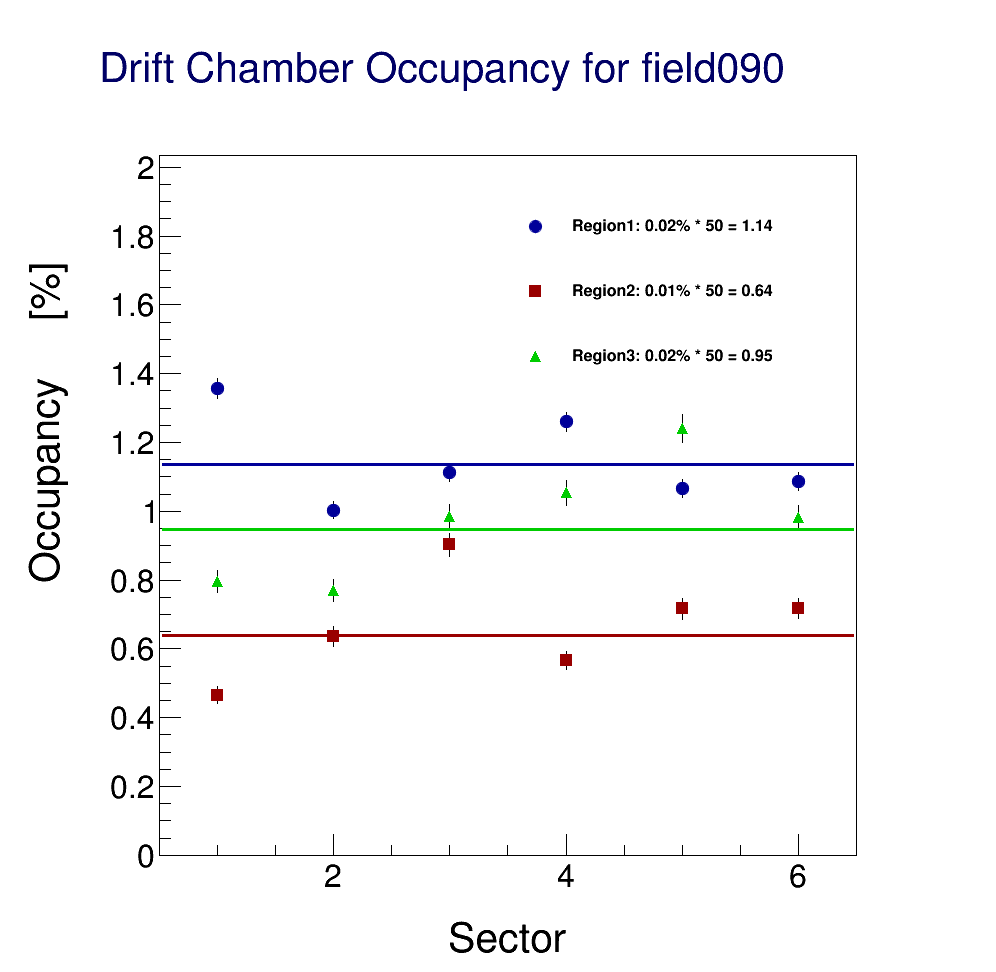 Drift Chamber Occupancy for field090
2
1.8
1.6
1.4
1.2
1
0.8
0.6
0.4
0.2
0
Occupancy [%]
Region1: 0.02% * 50 = 1.14
Region2: 0.01% * 50 = 0.64
Region3: 0.02% * 50 = 0.95
2 4 6
Sector